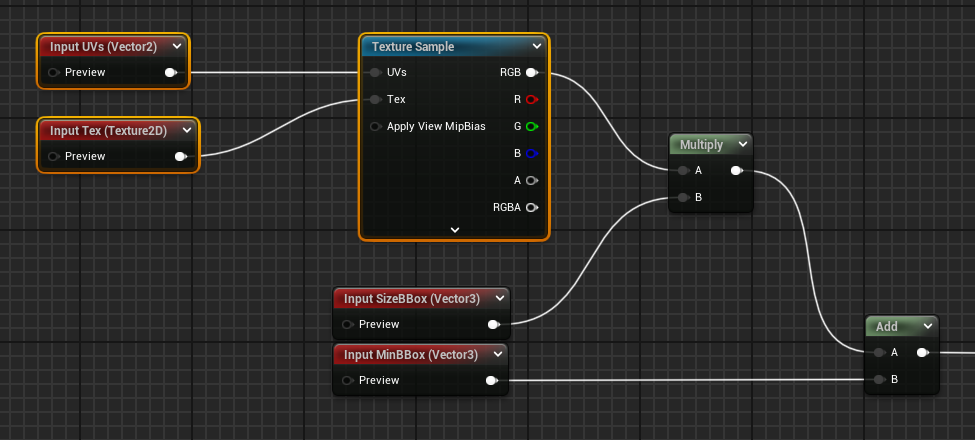 Input UVs (Vector2)
Preview
Input Tex (Texture2D)
Preview
Texture Sample
UVs
RGB
Tex
R
Apply View MipBias
G
B
A
RGBA
Multiply
A
B
Input SizeBBox (Vector3)
Preview
Input MinBBox (Vector3)
Preview
Add
A
B